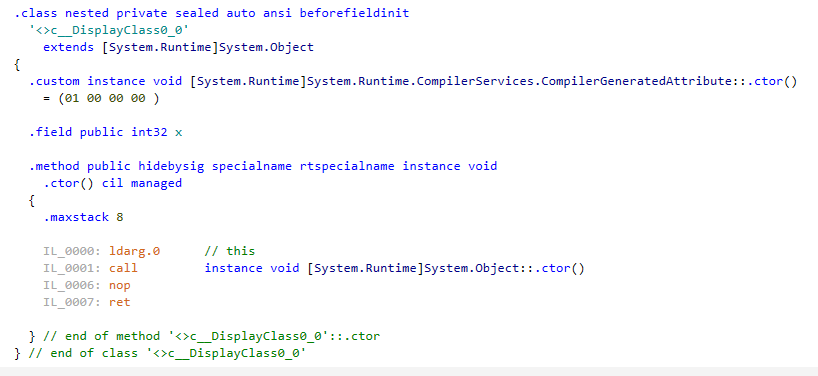 .class nested private sealed auto ansi beforefieldinit
'<>c__DisplayClass0_0'
extends [System.Runtime]System.Object
{
.custom instance void [System.Runtime]System.Runtime.CompilerServices.CompilerGeneratedAttribute::.ctor()
= (01 00 00 00 )
.field public int32 x
.method public hidebysig specialname rtspecialname instance void
.ctor() cil managed
{
.maxstack 8
IL_0000: ldarg.0 // this
IL_0001: call instance void [System.Runtime]System.Object::.ctor()
IL_0006: nop
IL_0007: ret
} // end of method '<>c__DisplayClass0_0'::.ctor
} // end of class '<>c__DisplayClass0_0'